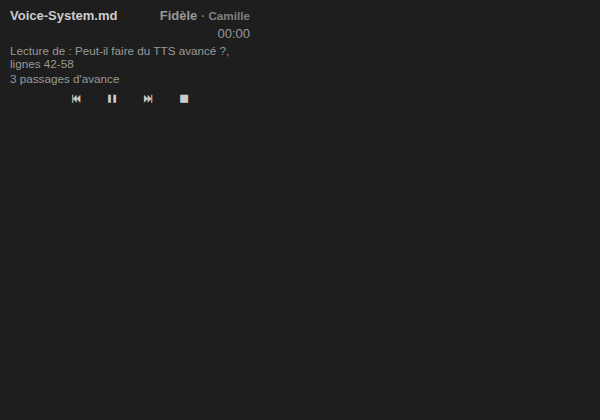 Voice-System.md Fidèle · Camille
00:00
Lecture de : Peut-il faire du TTS avancé ?,
lignes 42-58
3 passages d'avance